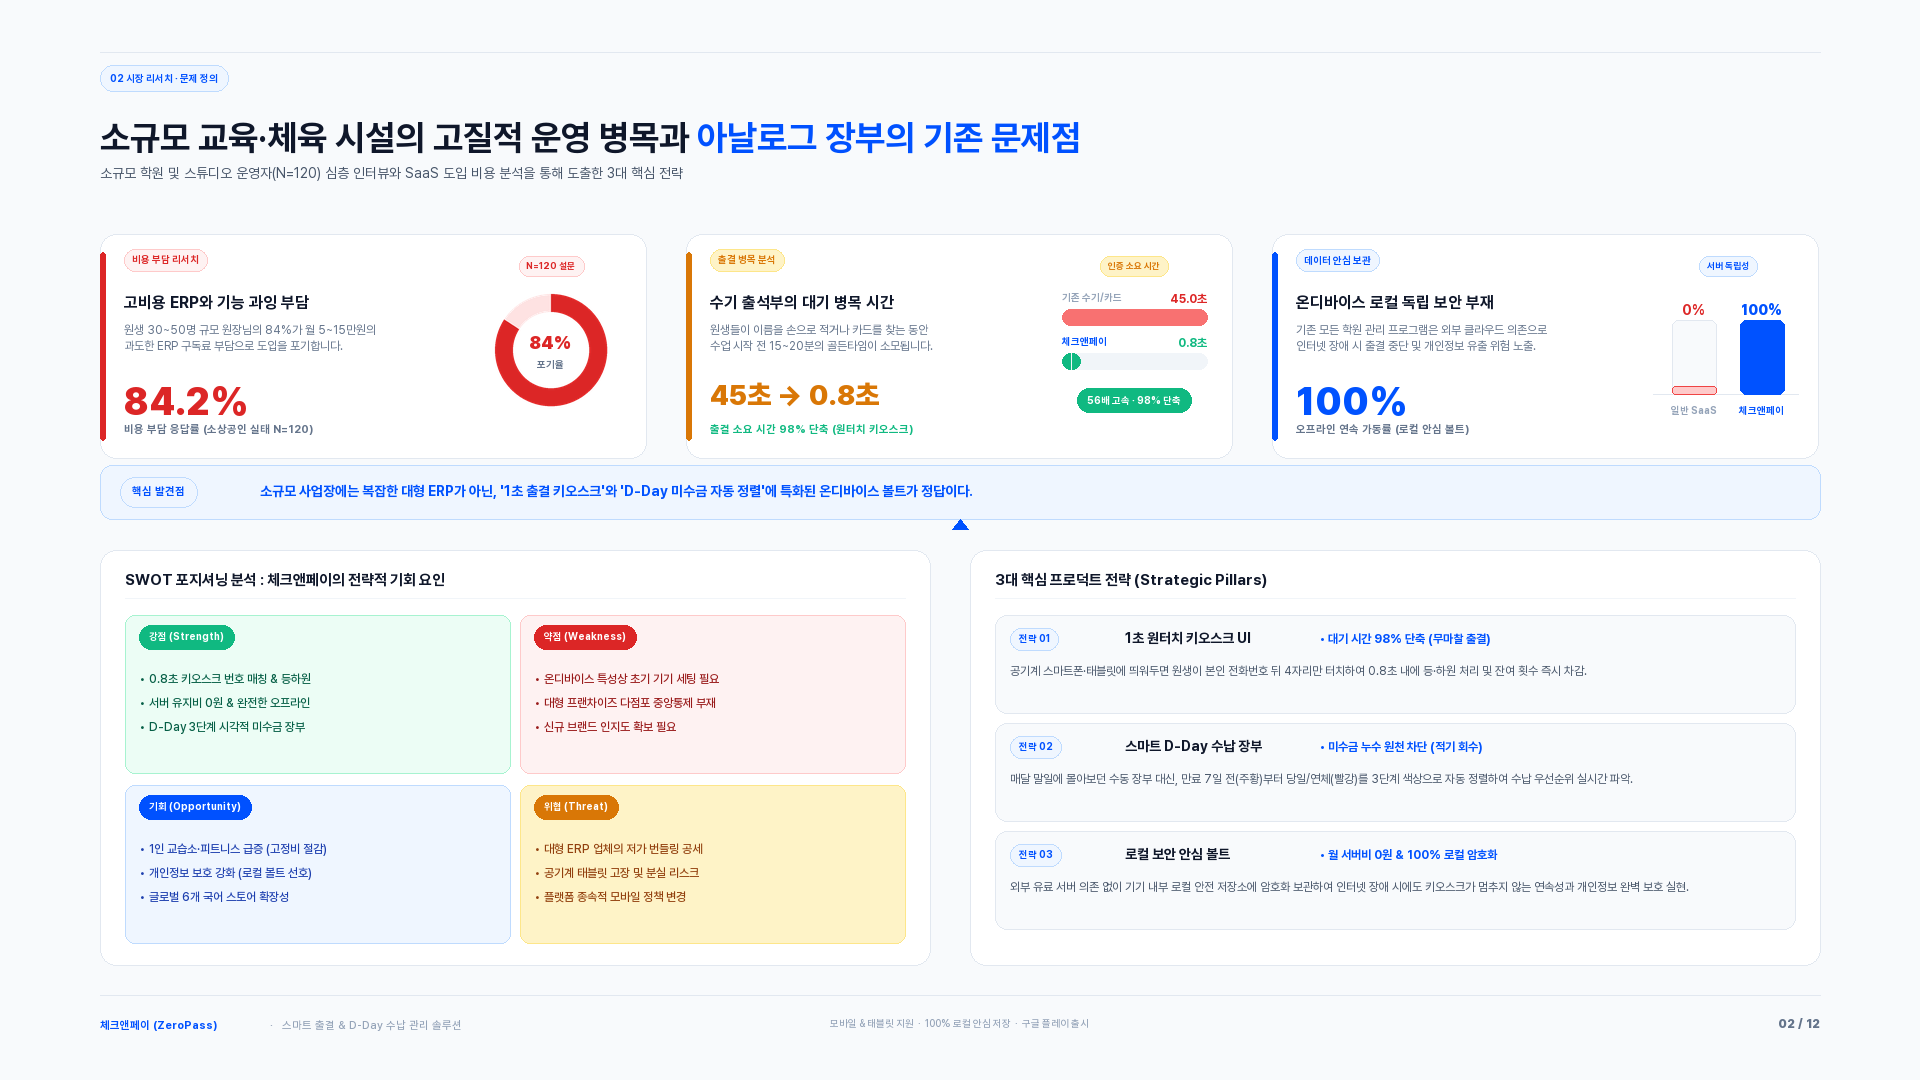 02 시장 리서치 · 문제 정의
소규모 교육·체육 시설의 고질적 운영 병목과 아날로그 장부의 기존 문제점
소규모 학원 및 스튜디오 운영자(N=120) 심층 인터뷰와 SaaS 도입 비용 분석을 통해 도출한 3대 핵심 전략
비용 부담 리서치
고비용 ERP와 기능 과잉 부담
원생 30~50명 규모 원장님의 84%가 월 5~15만원의
과도한 ERP 구독료 부담으로 도입을 포기합니다.
84.2%
비용 부담 응답률 (소상공인 실태 N=120)
N=120 설문
84%
포기율
출결 병목 분석
수기 출석부의 대기 병목 시간
원생들이 이름을 손으로 적거나 카드를 찾는 동안
수업 시작 전 15~20분의 골든타임이 소모됩니다.
45초 → 0.8초
출결 소요 시간 98% 단축 (원터치 키오스크)
인증 소요 시간
기존 수기/카드 45.0초
체크앤페이 0.8초
56배 고속 · 98% 단축
데이터 안심 보관
온디바이스 로컬 독립 보안 부재
기존 모든 학원 관리 프로그램은 외부 클라우드 의존으로
인터넷 장애 시 출결 중단 및 개인정보 유출 위험 노출.
100%
오프라인 연속 가동률 (로컬 안심 볼트)
서버 독립성
0% 100%
일반 SaaS 체크앤페이
핵심 발견점
소규모 사업장에는 복잡한 대형 ERP가 아닌, '1초 출결 키오스크'와 'D-Day 미수금 자동 정렬'에 특화된 온디바이스 볼트가 정답이다.
SWOT 포지셔닝 분석 : 체크앤페이의 전략적 기회 요인
강점 (Strength)
• 0.8초 키오스크 번호 매칭 & 등하원
• 서버 유지비 0원 & 완전한 오프라인
• D-Day 3단계 시각적 미수금 장부
약점 (Weakness)
• 온디바이스 특성상 초기 기기 세팅 필요
• 대형 프랜차이즈 다점포 중앙통제 부재
• 신규 브랜드 인지도 확보 필요
기회 (Opportunity)
• 1인 교습소·피트니스 급증 (고정비 절감)
• 개인정보 보호 강화 (로컬 볼트 선호)
• 글로벌 6개 국어 스토어 확장성
위협 (Threat)
• 대형 ERP 업체의 저가 번들링 공세
• 공기계 태블릿 고장 및 분실 리스크
• 플랫폼 종속적 모바일 정책 변경
3대 핵심 프로덕트 전략 (Strategic Pillars)
전략 01 1초 원터치 키오스크 UI • 대기 시간 98% 단축 (무마찰 출결)
공기계 스마트폰·태블릿에 띄워두면 원생이 본인 전화번호 뒤 4자리만 터치하여 0.8초 내에 등·하원 처리 및 잔여 횟수 즉시 차감.
전략 02 스마트 D-Day 수납 장부 • 미수금 누수 원천 차단 (적기 회수)
매달 말일에 몰아보던 수동 장부 대신, 만료 7일 전(주황)부터 당일/연체(빨강)를 3단계 색상으로 자동 정렬하여 수납 우선순위 실시간 파악.
전략 03 로컬 보안 안심 볼트 • 월 서버비 0원 & 100% 로컬 암호화
외부 유료 서버 의존 없이 기기 내부 로컬 안전 저장소에 암호화 보관하여 인터넷 장애 시에도 키오스크가 멈추지 않는 연속성과 개인정보 완벽 보호 실현.
체크앤페이 (ZeroPass) · 스마트 출결 & D-Day 수납 관리 솔루션
모바일 & 태블릿 지원 · 100% 로컬 안심 저장 · 구글 플레이 출시
02 / 12